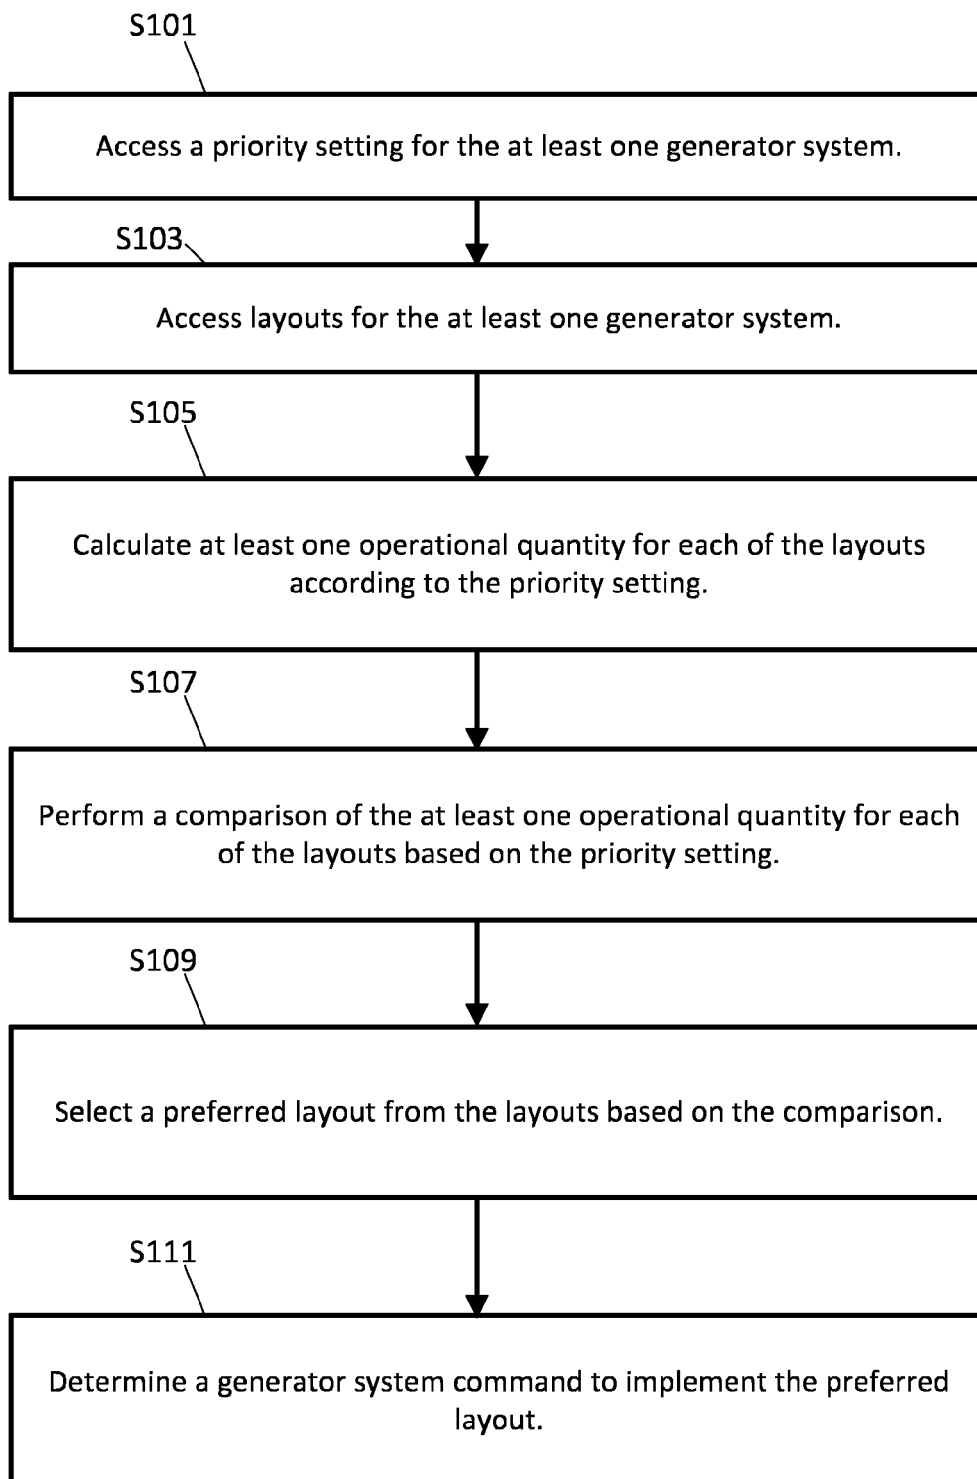 S101
Access a priority setting for the at least one generator system.
S103
Access layouts for the at least one generator system.
S105
Calculate at least one operational quantity for each of the layouts
according to the priority setting.
S107
Perform a comparison of the at least one operational quantity for each
of the layouts based on the priority setting.
S109
Select a preferred layout from the layouts based on the comparison.
S111
Determine a generator system command to implement the preferred
layout.